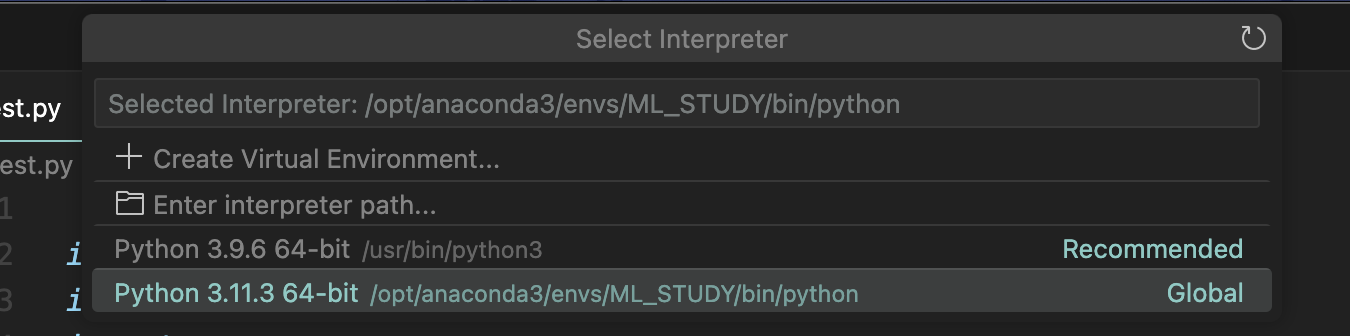 Select Interpreter
Selected Interpreter: /opt/anaconda3/envs/ML_STUDY/bin/python
est.py
Create Virtual Environment...
est.py
1
Enter interpreter path...
2 i
Python 3.9.6 64-bit /usr/bin/python3 Recommended
3 i
Python 3.11.3 64-bit /opt/anaconda3/envs/ML_STUDY/bin/python Global